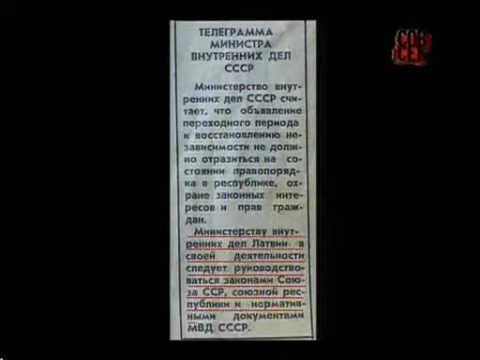 ТЕЛЕГРАММА
МИНИСТРА
ВНУТРЕННИХ ДЕЛ
СССР
Министерство внут-
ренних дел СССР счи-
тает, что объявление
переходного периода
к восстановлению не-
зависимости не долж-
но отразиться на со-
стоянии правопоряд-
ка в республике, ох-
ране законных инте-
ресов и прав граж-
дан.
Министерству внут-
ренних дел Латвии в
своей деятельности
следует руководство-
ваться законами Сою-
за ССР, союзной рес-
публики и норматив-
ными документами
МВД СССР.
СОВ
СЕК